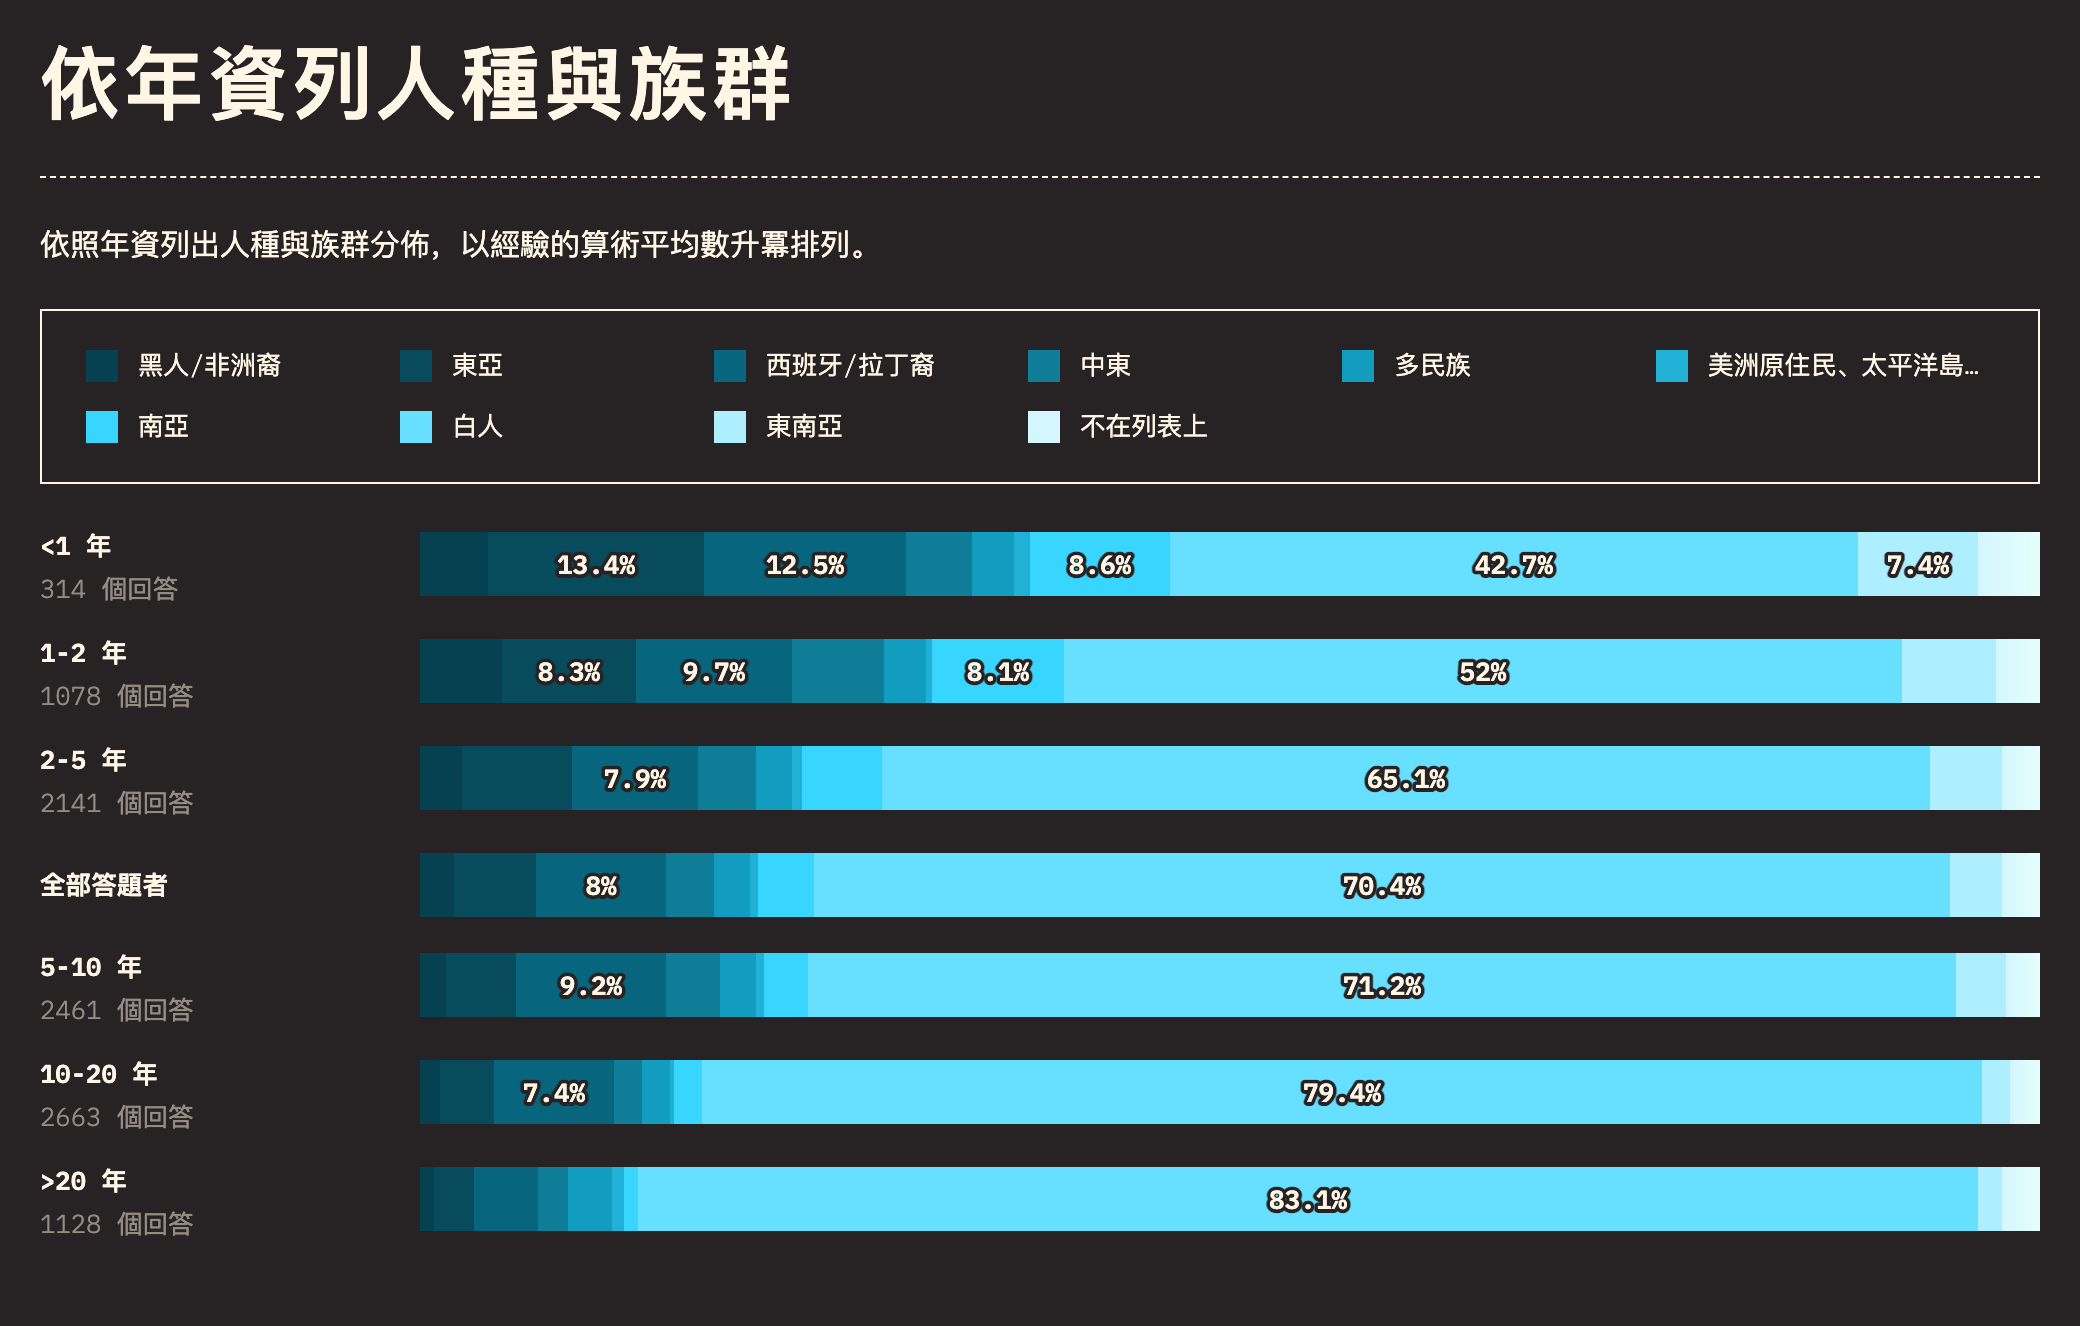 依年資列人種與族群
依照年資列出人種與族群分佈，以經驗的算術平均數升冪排列。
黑人/非洲裔 東亞 西班牙/拉丁裔 中東 多民族 美洲原住民、太平洋島…
南亞 白人 東南亞 不在列表上
<1 年
314 個回答
13.4% 12.5% 8.6% 42.7% 7.4%
1-2 年
1078 個回答
8.3% 9.7% 8.1% 52%
2-5 年
2141 個回答
7.9% 65.1%
全部答題者
8% 70.4%
5-10 年
2461 個回答
9.2% 71.2%
10-20 年
2663 個回答
7.4% 79.4%
>20 年
1128 個回答
83.1%